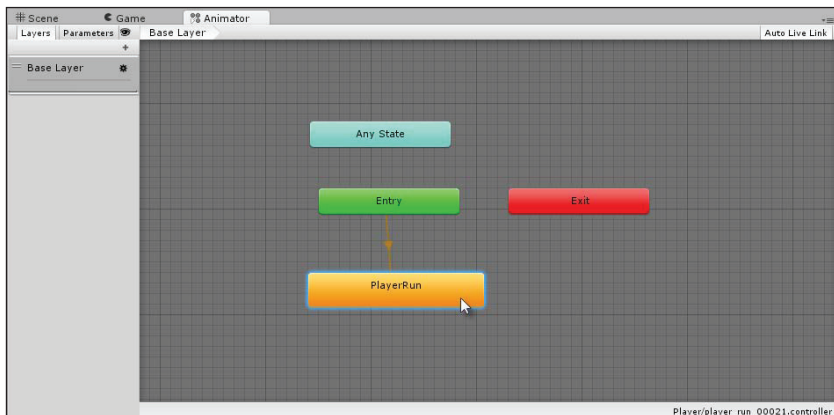 Scene Game Animator
Layers Parameters Base Layer Auto Live Link
+
Base Layer
Any State
Entry Exit
PlayerRun
Player/player_run_00021.controller